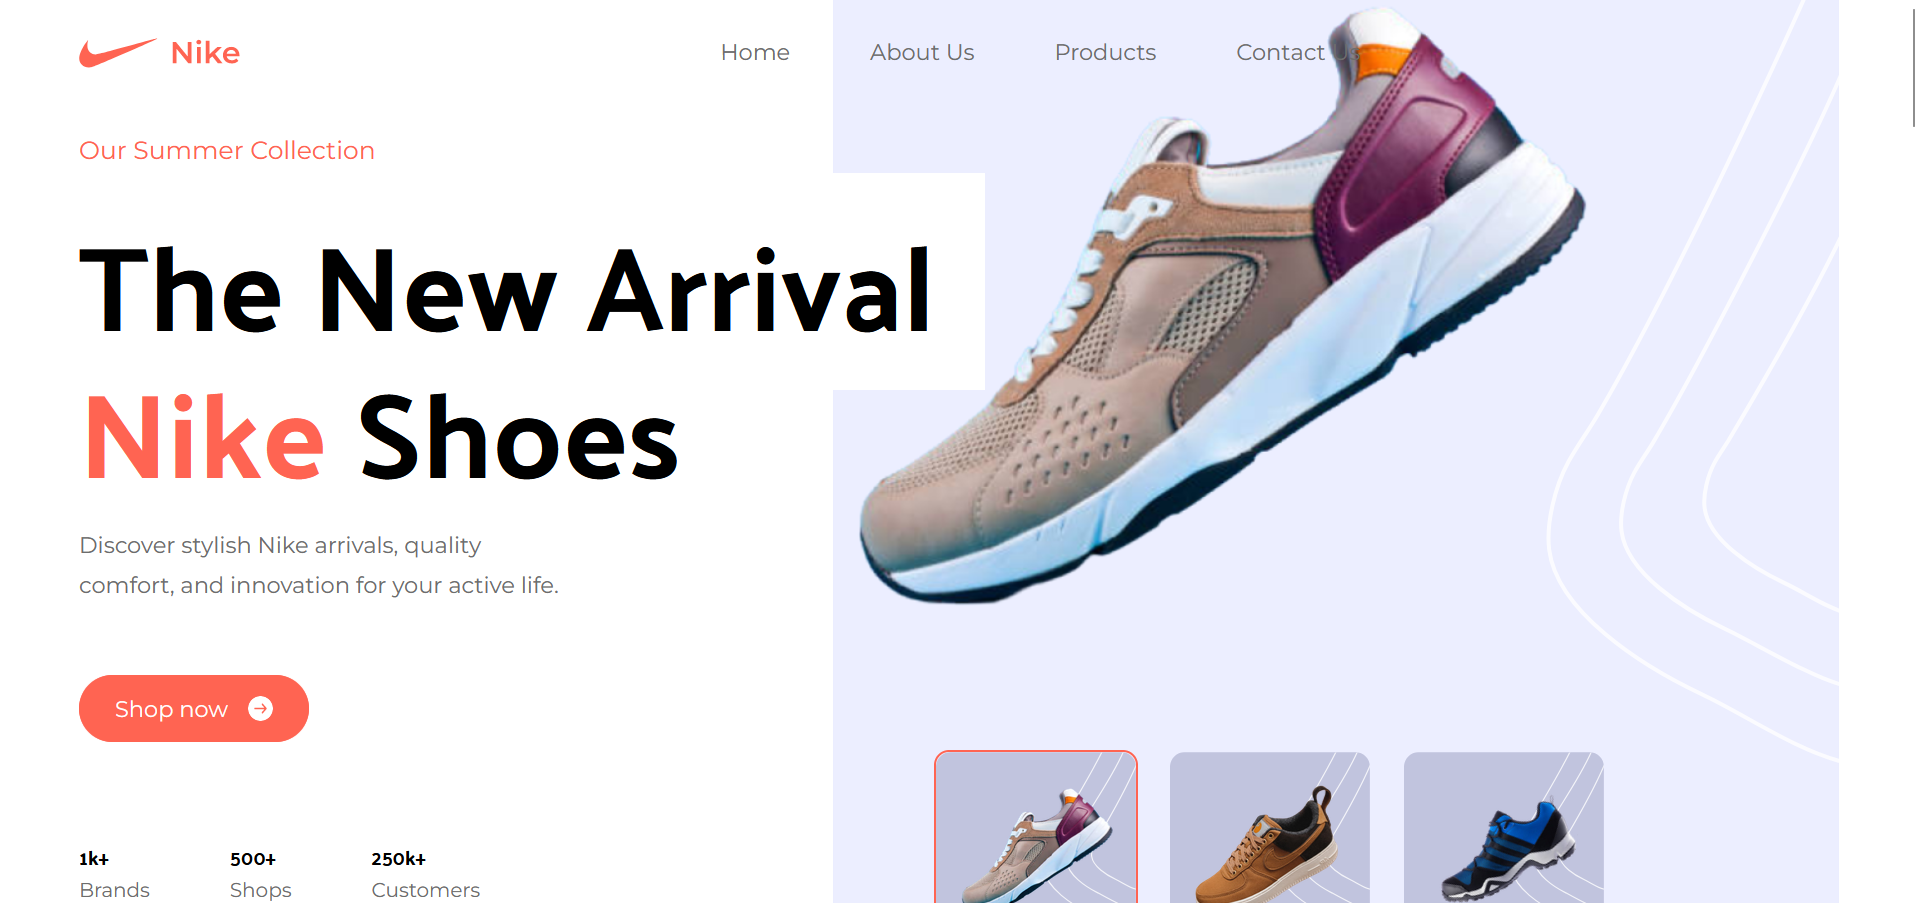 Nike
Home About Us Products Contact Us
Our Summer Collection
The New Arrival
Nike Shoes
Discover stylish Nike arrivals, quality
comfort, and innovation for your active life.
Shop now
1k+ 500+ 250k+
Brands Shops Customers